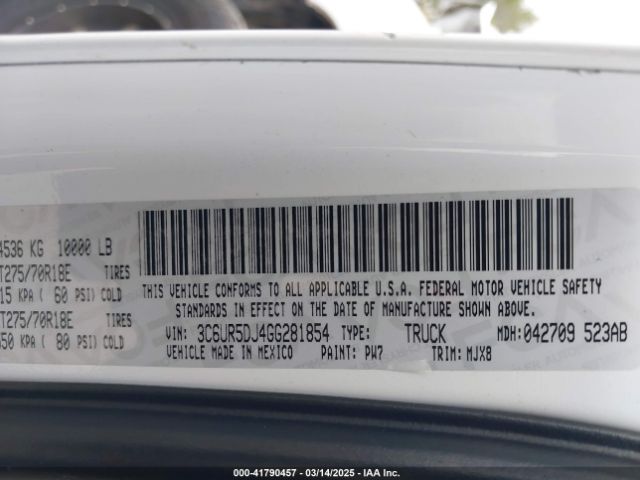 4536 KG 10000 LB
T275/70R18E TIRES
15 KPA ( 60 PSI) COLD
T275/70R18E TIRES
550 KPA ( 80 PSI) COLD
THIS VEHICLE CONFORMS TO ALL APPLICABLE U.S.A. FEDERAL MOTOR VEHICLE SAFETY
STANDARDS IN EFFECT ON THE DATE OF MANUFACTURE SHOWN ABOVE.
VIN: 3C6UR5DJ4GG281854 TYPE: TRUCK MDH: 042709 523AB
VEHICLE MADE IN MEXICO PAINT: PW7 TRIM: MJX8
000-41790457 - 03/14/2025 - IAA Inc.